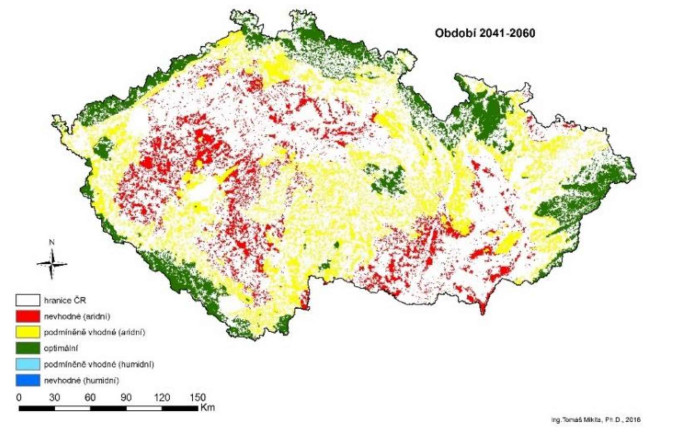 Období 2041-2060
N
hranice ČR
nevhodné (aridní)
podmíněně vhodné (aridní)
optimální
podmíněně vhodné (humidní)
nevhodné (humidní)
0 30 60 90 120 150
Km
Ing.Tomáš Mikita, Ph.D., 2016